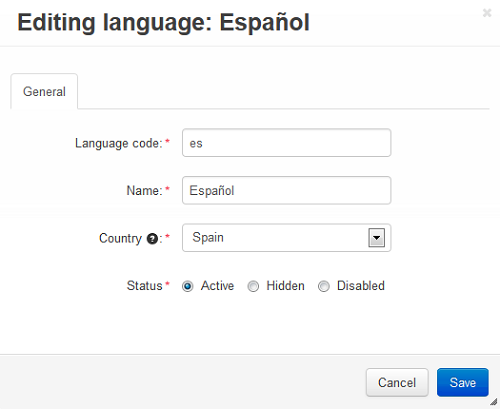 Editing language: Español
General
Language code:* es
Name:* Español
Country ?:* Spain
Status* Active Hidden Disabled
Cancel Save